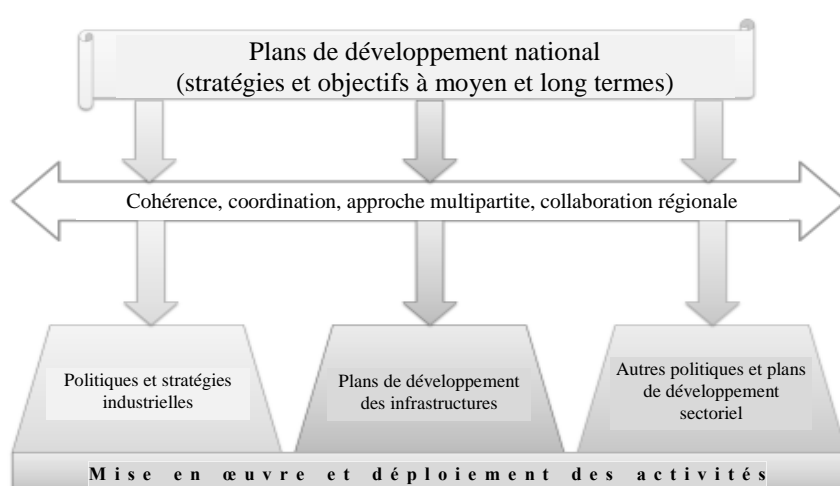 Plans de développement national
(stratégies et objectifs à moyen et long termes)
Cohérence, coordination, approche multipartite, collaboration régionale
Politiques et stratégies
industrielles
Plans de développement
des infrastructures
Autres politiques et plans
de développement
sectoriel
Mise en œuvre et déploiement des activités